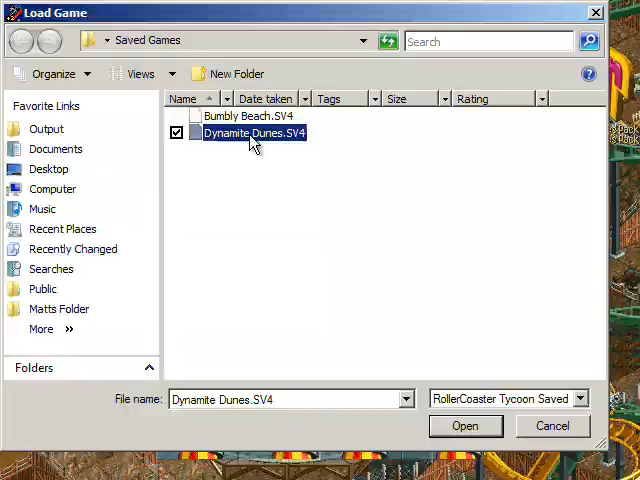 Load Game
Saved Games
Search
Organize
Views
New Folder
Favorite Links
Name
Date taken
Tags
Size
Rating
Bumbly Beach.SV4
Dynamite Dunes.SV4
Output
Documents
Desktop
Computer
Music
Recent Places
Recently Changed
Searches
Public
Matts Folder
More »
Folders
File name:
Dynamite Dunes.SV4
RollerCoaster Tycoon Saved
Open
Cancel